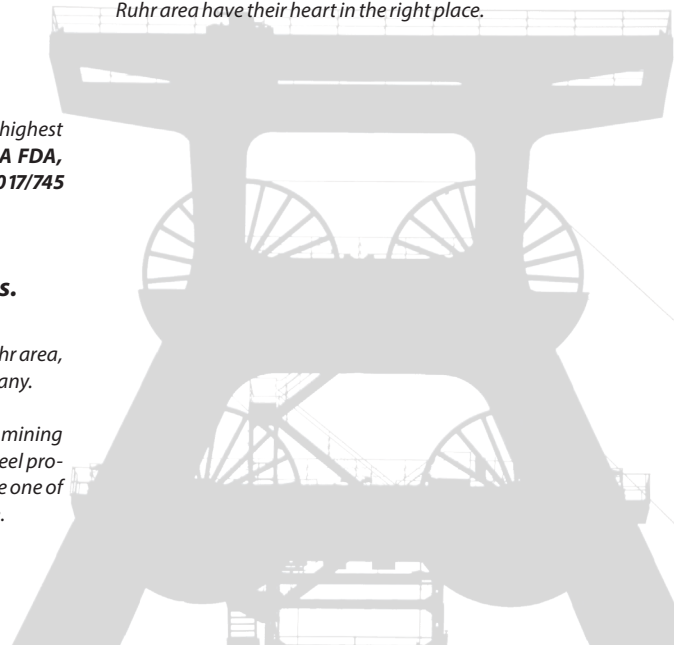 Ruhr area have their heart in the right place.
highest
A FDA,
017/745
s.
hr area,
any.
mining
eel pro-
e one of
.